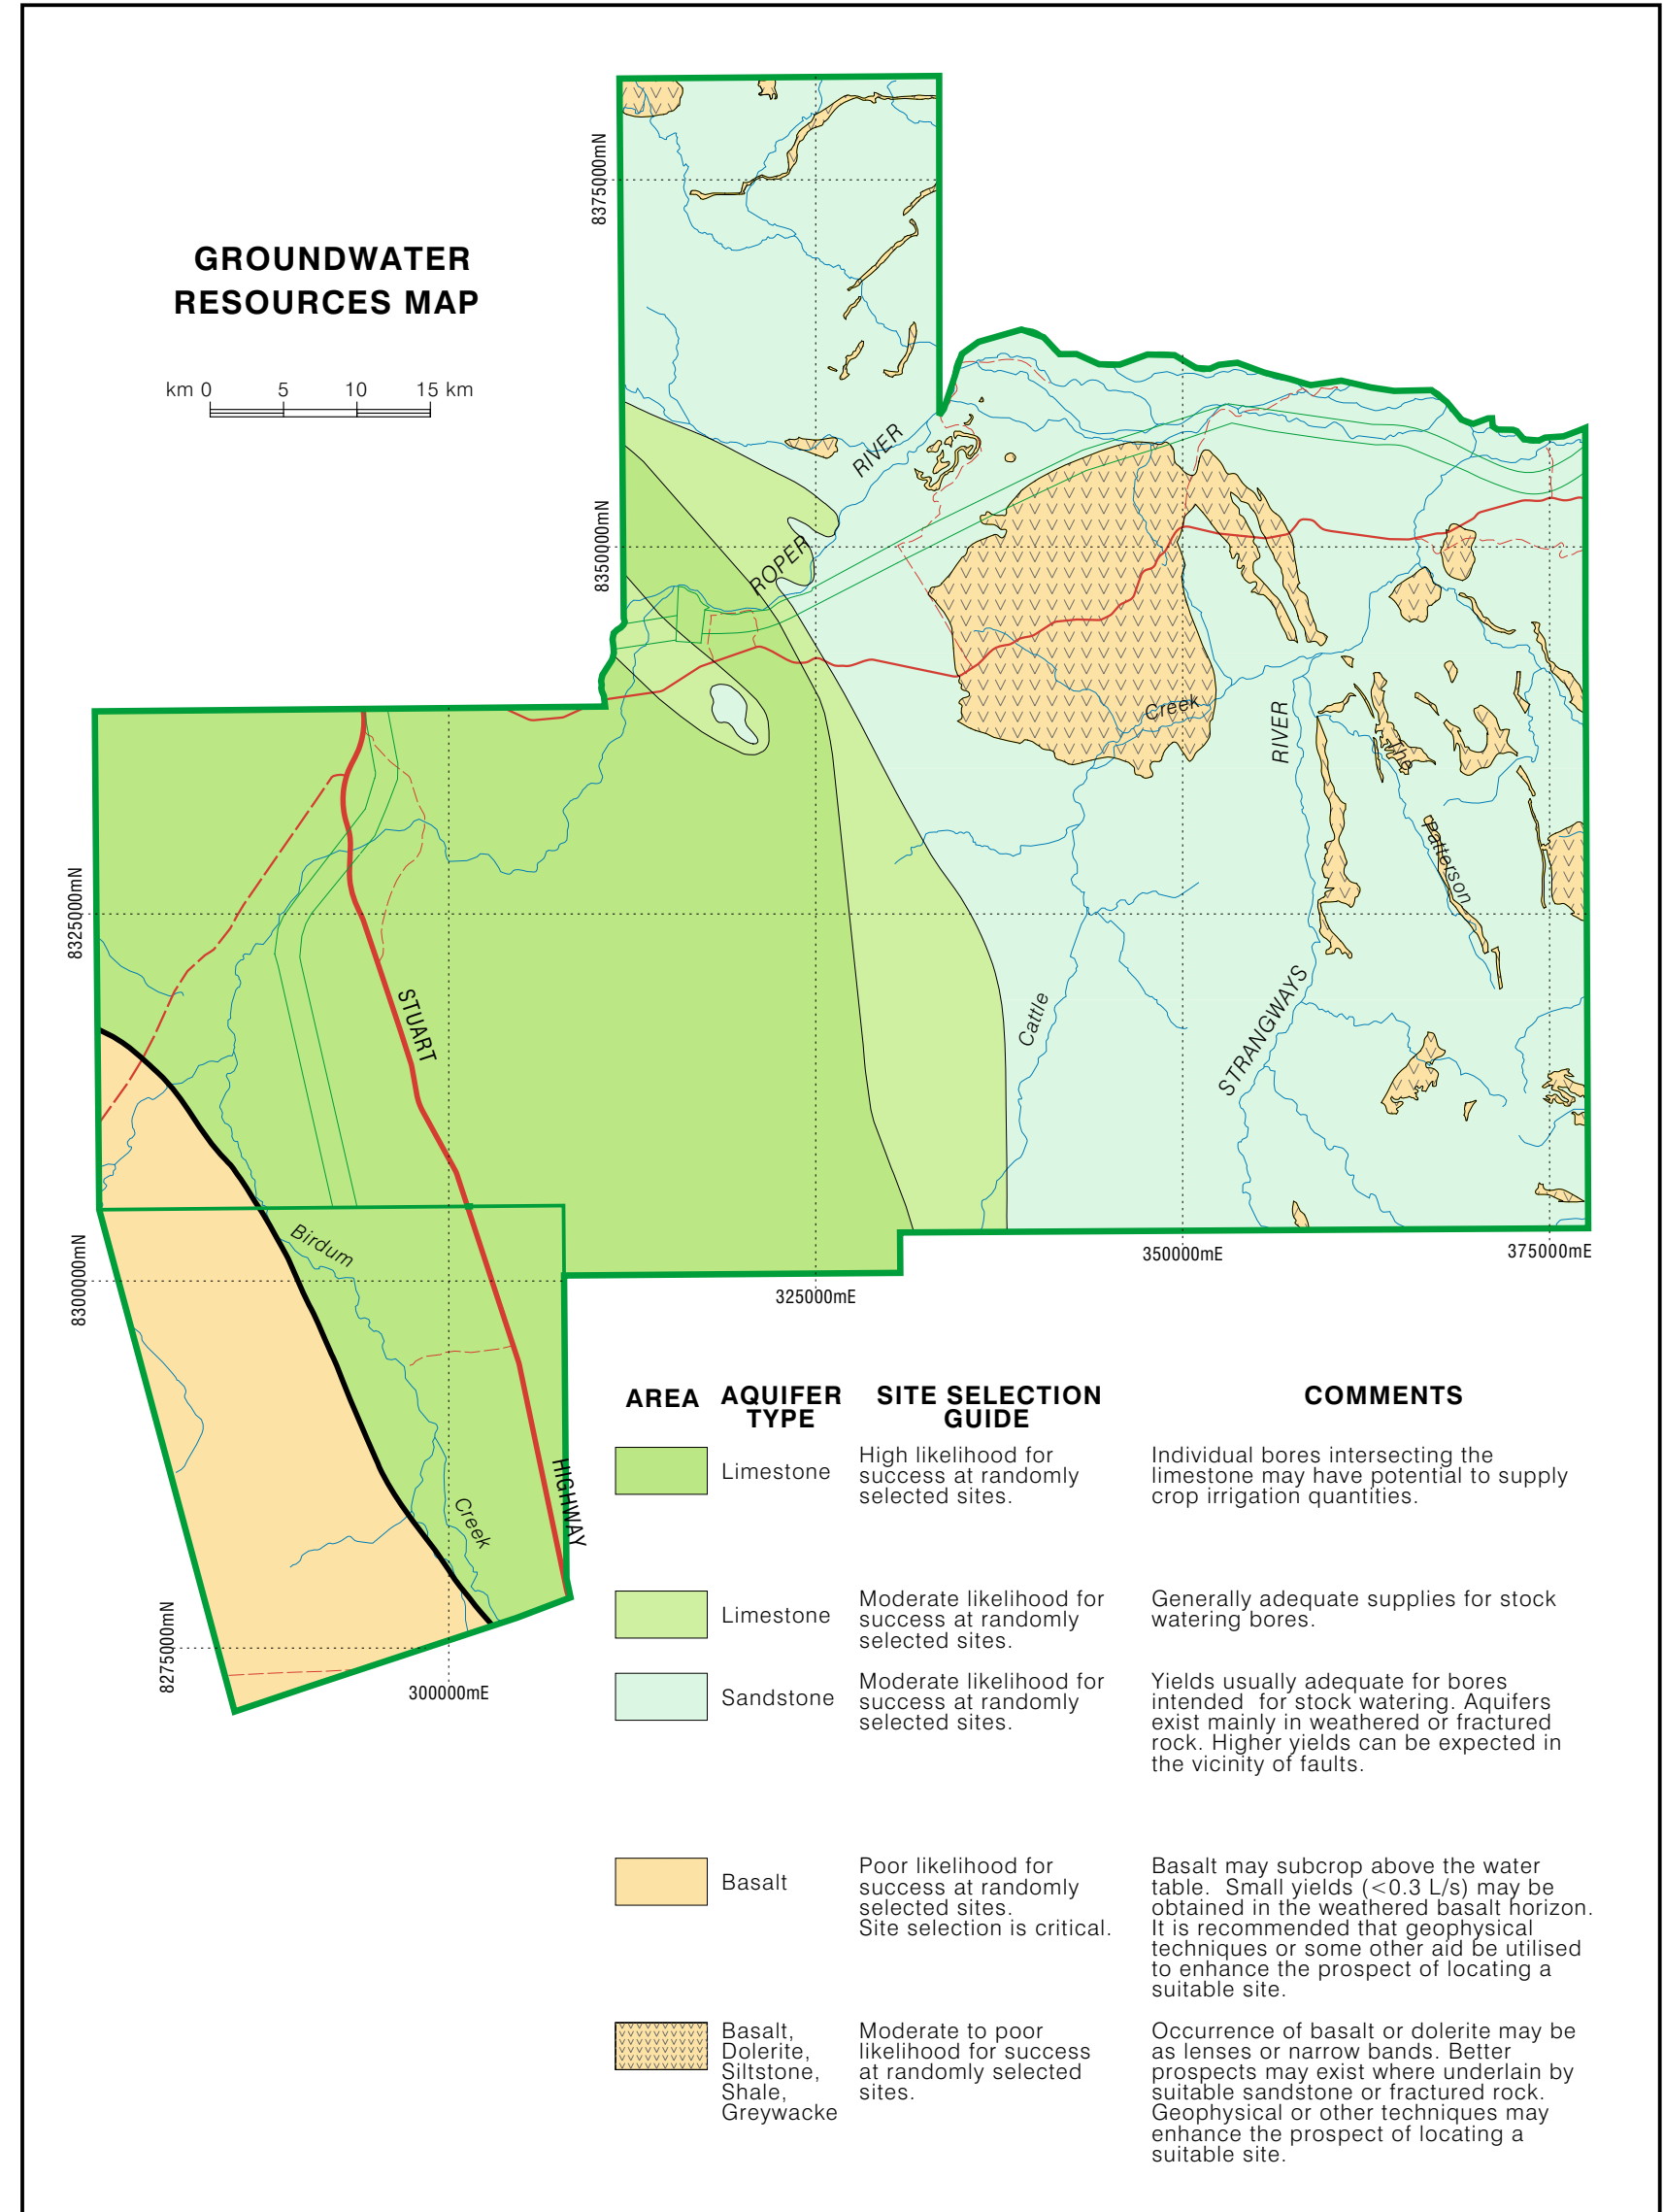 GROUNDWATER
RESOURCES MAP
km 0 5 10 15 km
8375000mN
8350000mN
8325000mN
8300000mN
8275000mN
300000mE
325000mE
350000mE
375000mE
ROPER
RIVER
Creek
Cattle
RIVER
STRANGWAYS
The
Patterson
STUART
HIGHWAY
Birdum
Creek
AREA AQUIFER SITE SELECTION COMMENTS
TYPE GUIDE
Limestone
High likelihood for
success at randomly
selected sites.
Individual bores intersecting the
limestone may have potential to supply
crop irrigation quantities.
Limestone
Moderate likelihood for
success at randomly
selected sites.
Generally adequate supplies for stock
watering bores.
Sandstone
Moderate likelihood for
success at randomly
selected sites.
Yields usually adequate for bores
intended for stock watering. Aquifers
exist mainly in weathered or fractured
rock. Higher yields can be expected in
the vicinity of faults.
Basalt
Poor likelihood for
success at randomly
selected sites.
Site selection is critical.
Basalt may subcrop above the water
table. Small yields (<0.3 L/s) may be
obtained in the weathered basalt horizon.
It is recommended that geophysical
techniques or some other aid be utilised
to enhance the prospect of locating a
suitable site.
Basalt,
Dolerite,
Siltstone,
Shale,
Greywacke
Moderate to poor
likelihood for success
at randomly selected
sites.
Occurrence of basalt or dolerite may be
as lenses or narrow bands. Better
prospects may exist where underlain by
suitable sandstone or fractured rock.
Geophysical or other techniques may
enhance the prospect of locating a
suitable site.